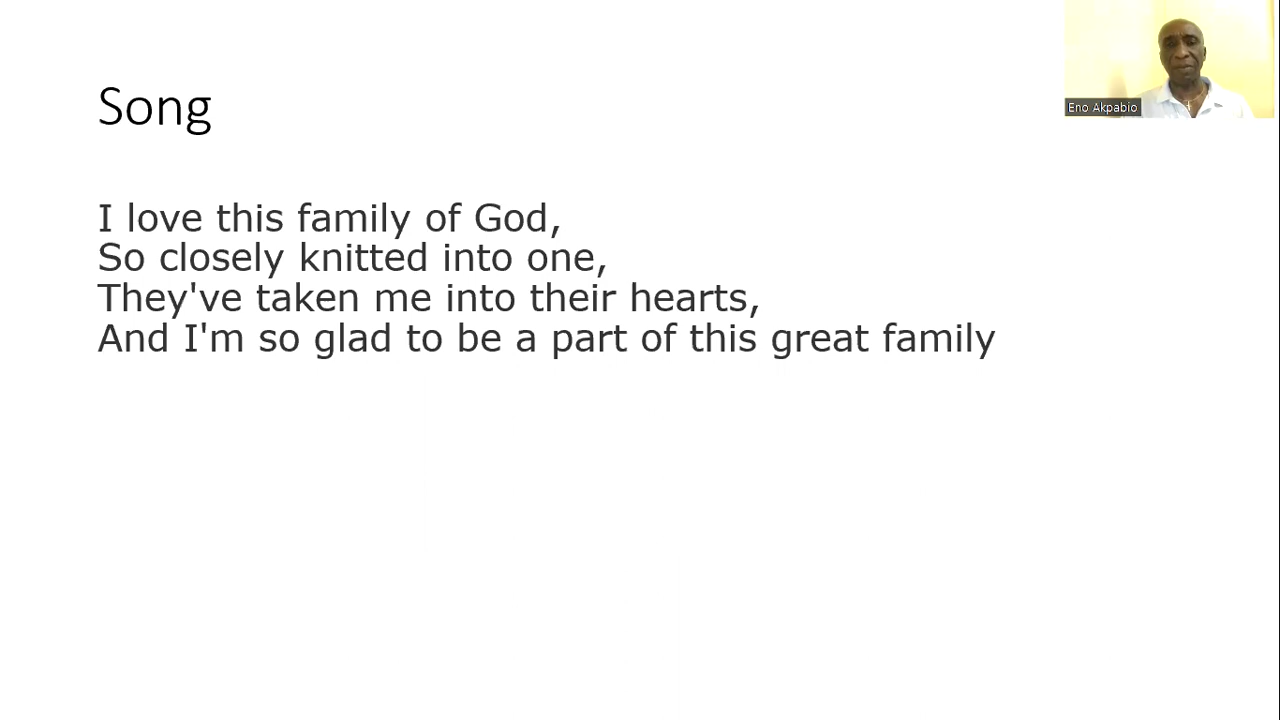 Song
Eno Akpabio
I love this family of God,
So closely knitted into one,
They've taken me into their hearts,
And I'm so glad to be a part of this great family